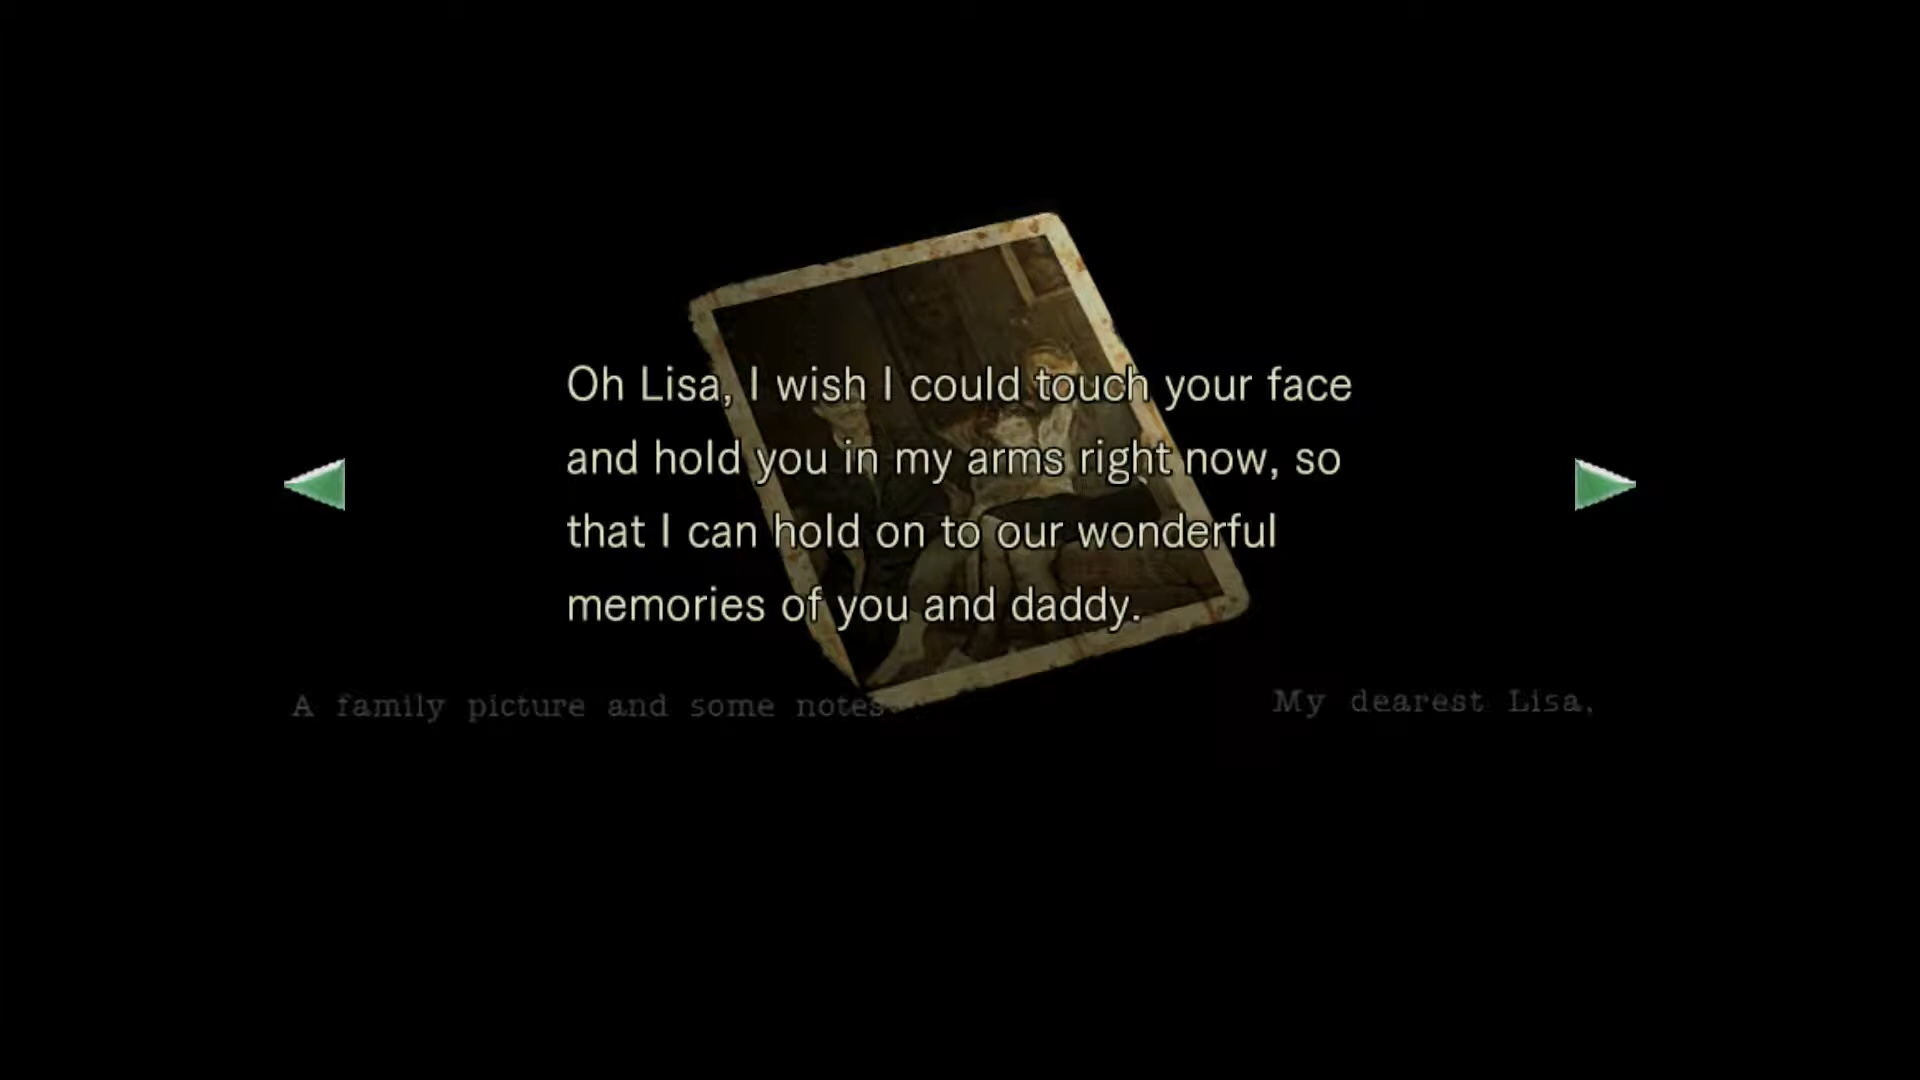 Oh Lisa, I wish I could touch your face
and hold you in my arms right now, so
that I can hold on to our wonderful
memories of you and daddy.
A family picture and some notes
My dearest Lisa,